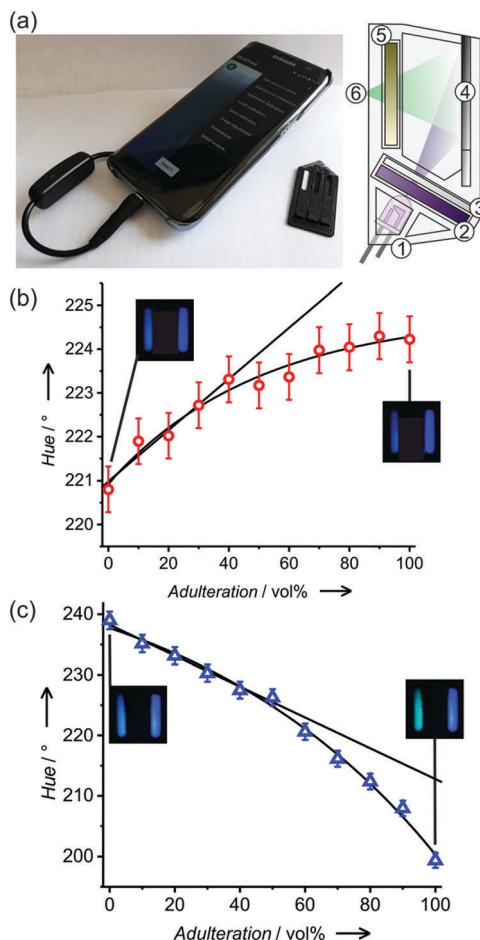 (a)
SAMSUNG
5
6
4
3
2
1
(b)
225
224
223
222
221
220
Hue / ° →
0 20 40 60 80 100
Adulteration / vol% →
(c)
240
230
220
210
200
Hue / ° →
0 20 40 60 80 100
Adulteration / vol% →